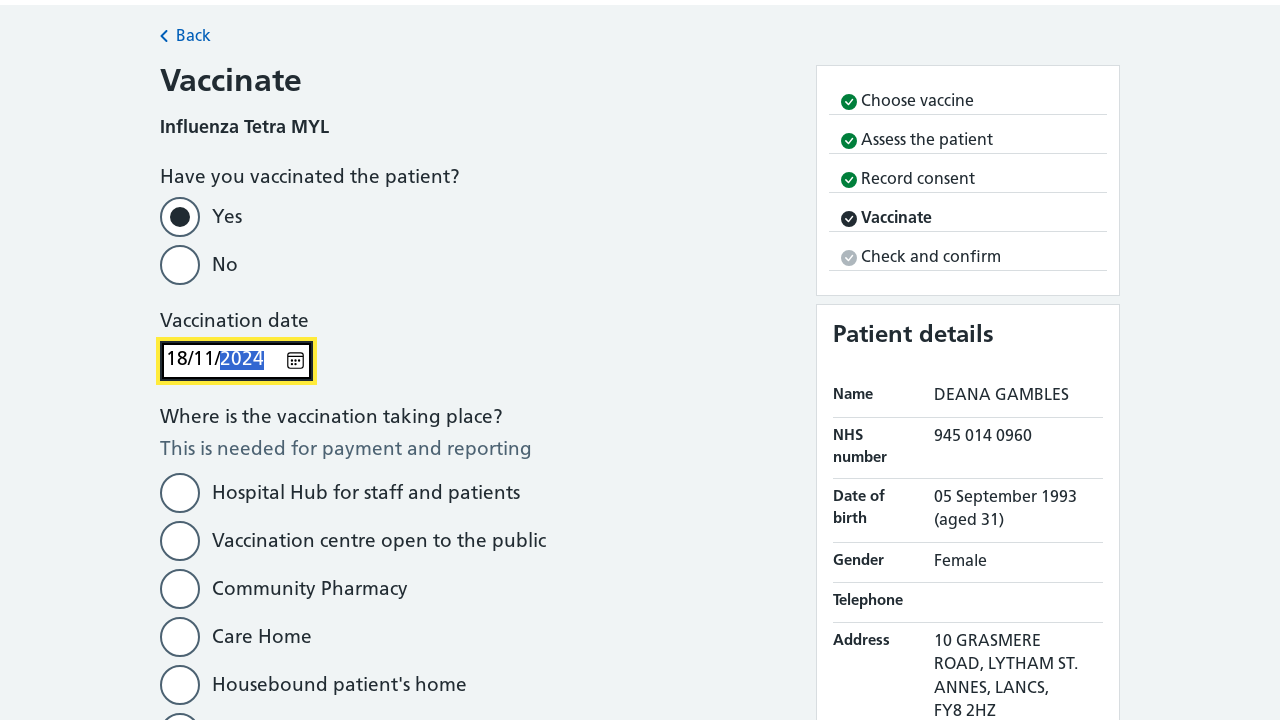 Back
Vaccinate
Influenza Tetra MYL
Have you vaccinated the patient?
Yes
No
Vaccination date
18/11/2024
Where is the vaccination taking place?
This is needed for payment and reporting
Hospital Hub for staff and patients
Vaccination centre open to the public
Community Pharmacy
Care Home
Housebound patient's home
Choose vaccine
Assess the patient
Record consent
Vaccinate
Check and confirm
Patient details
Name DEANA GAMBLES
NHS number 945 014 0960
Date of birth 05 September 1993
(aged 31)
Gender Female
Telephone
Address 10 GRASMERE
ROAD, LYTHAM ST.
ANNES, LANCS,
FY8 2HZ